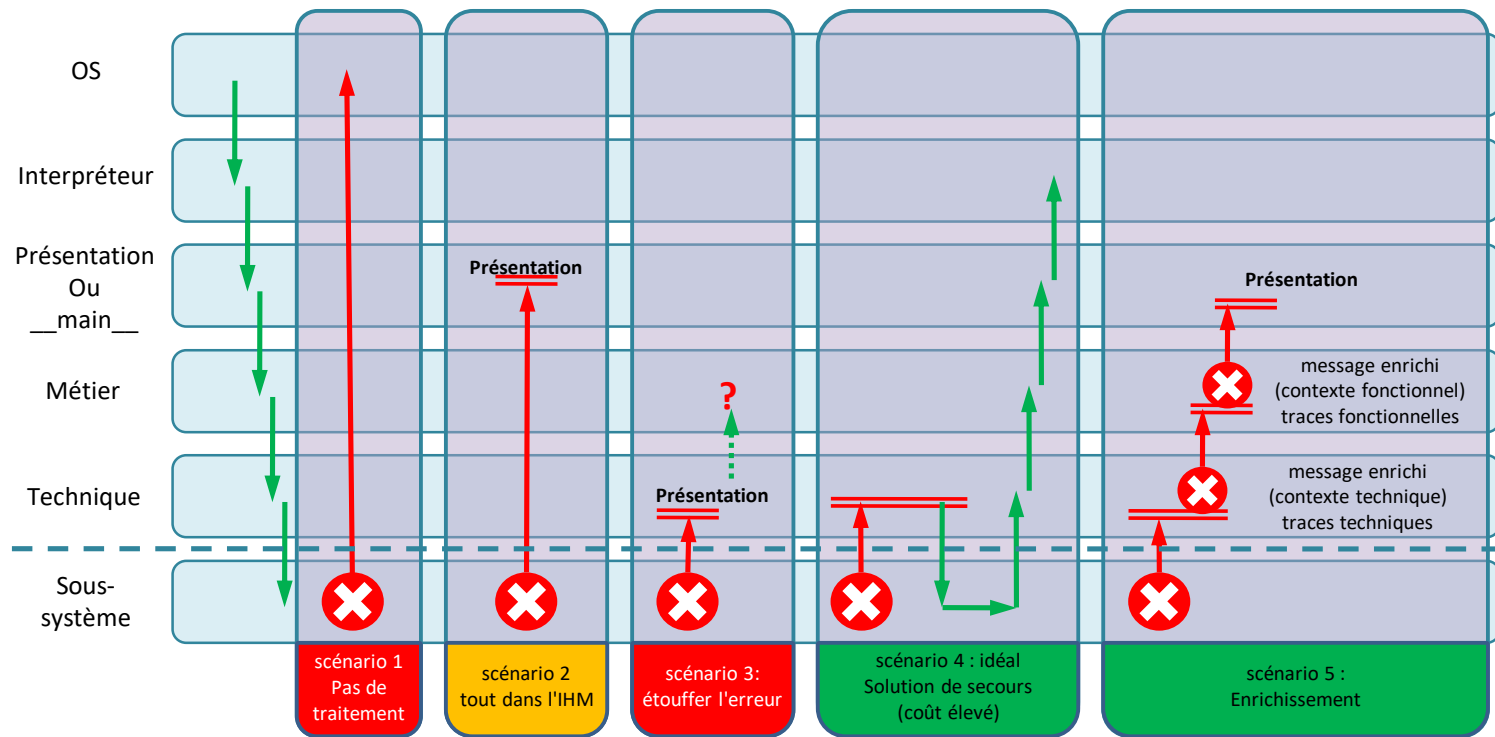 OS
Interpréteur
Présentation
Ou
__main__
Métier
Technique
Sous-
système
Présentation
?
Présentation
Présentation
message enrichi
(contexte fonctionnel)
traces fonctionnelles
message enrichi
(contexte technique)
traces techniques
scénario 1
Pas de
traitement
scénario 2
tout dans l'IHM
scénario 3:
étouffer l'erreur
scénario 4 : idéal
Solution de secours
(coût élevé)
scénario 5 :
Enrichissement